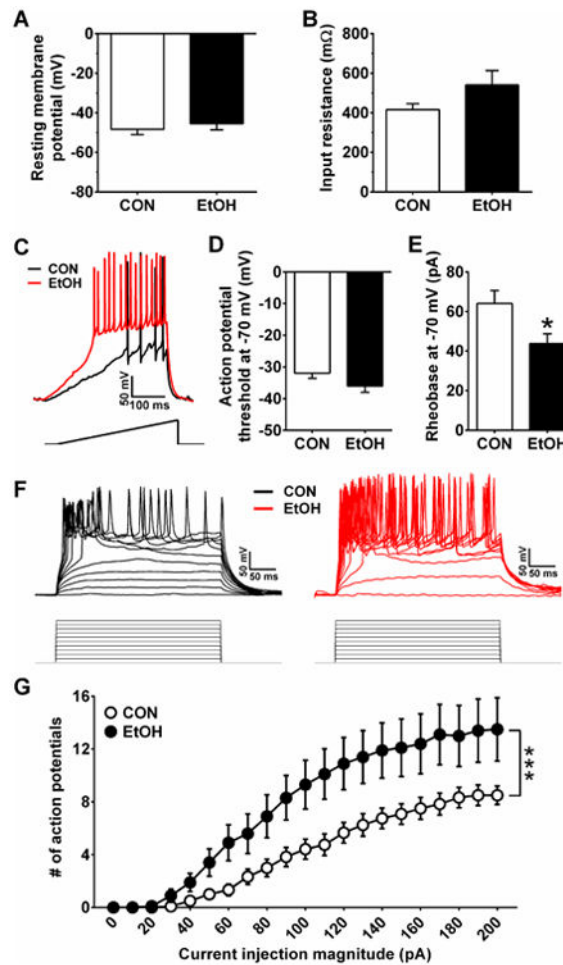 A
0
-20
-40
-60
-80
Resting membrane
potential (mV)
CON
EtOH
B
800
600
400
200
0
Input resistance (mΩ)
CON
EtOH
C
CON
EtOH
50 mV
100 ms
D
0
-10
-20
-30
-40
-50
Action potential
threshold at -70 mV (mV)
CON
EtOH
E
80
60
40
20
0
Rheobase at -70 mV (pA)
*
CON
EtOH
F
CON
EtOH
50 mV
50 ms
50 mV
50 ms
G
16
12
8
4
0
# of action potentials
CON
EtOH
***
0 20 40 60 80 100 120 140 160 180 200
Current injection magnitude (pA)